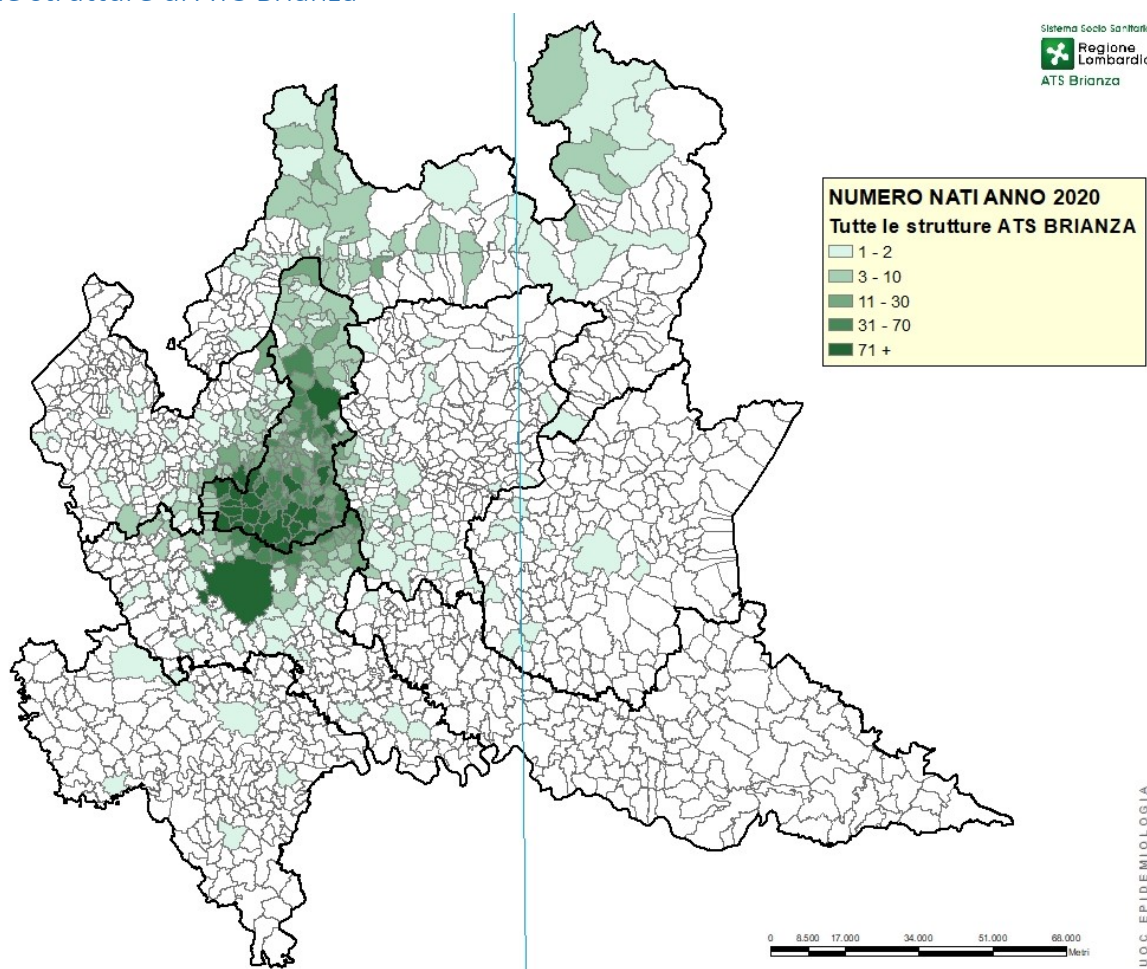 Sistema Socio Sanitario
Regione
Lombardia
ATS Brianza
NUMERO NATI ANNO 2020
Tutte le strutture ATS BRIANZA
1 - 2
3 - 10
11 - 30
31 - 70
71 +
0 8.500 17.000 34.000 51.000 68.000
Metri
UOC EPIDEMIOLOGIA